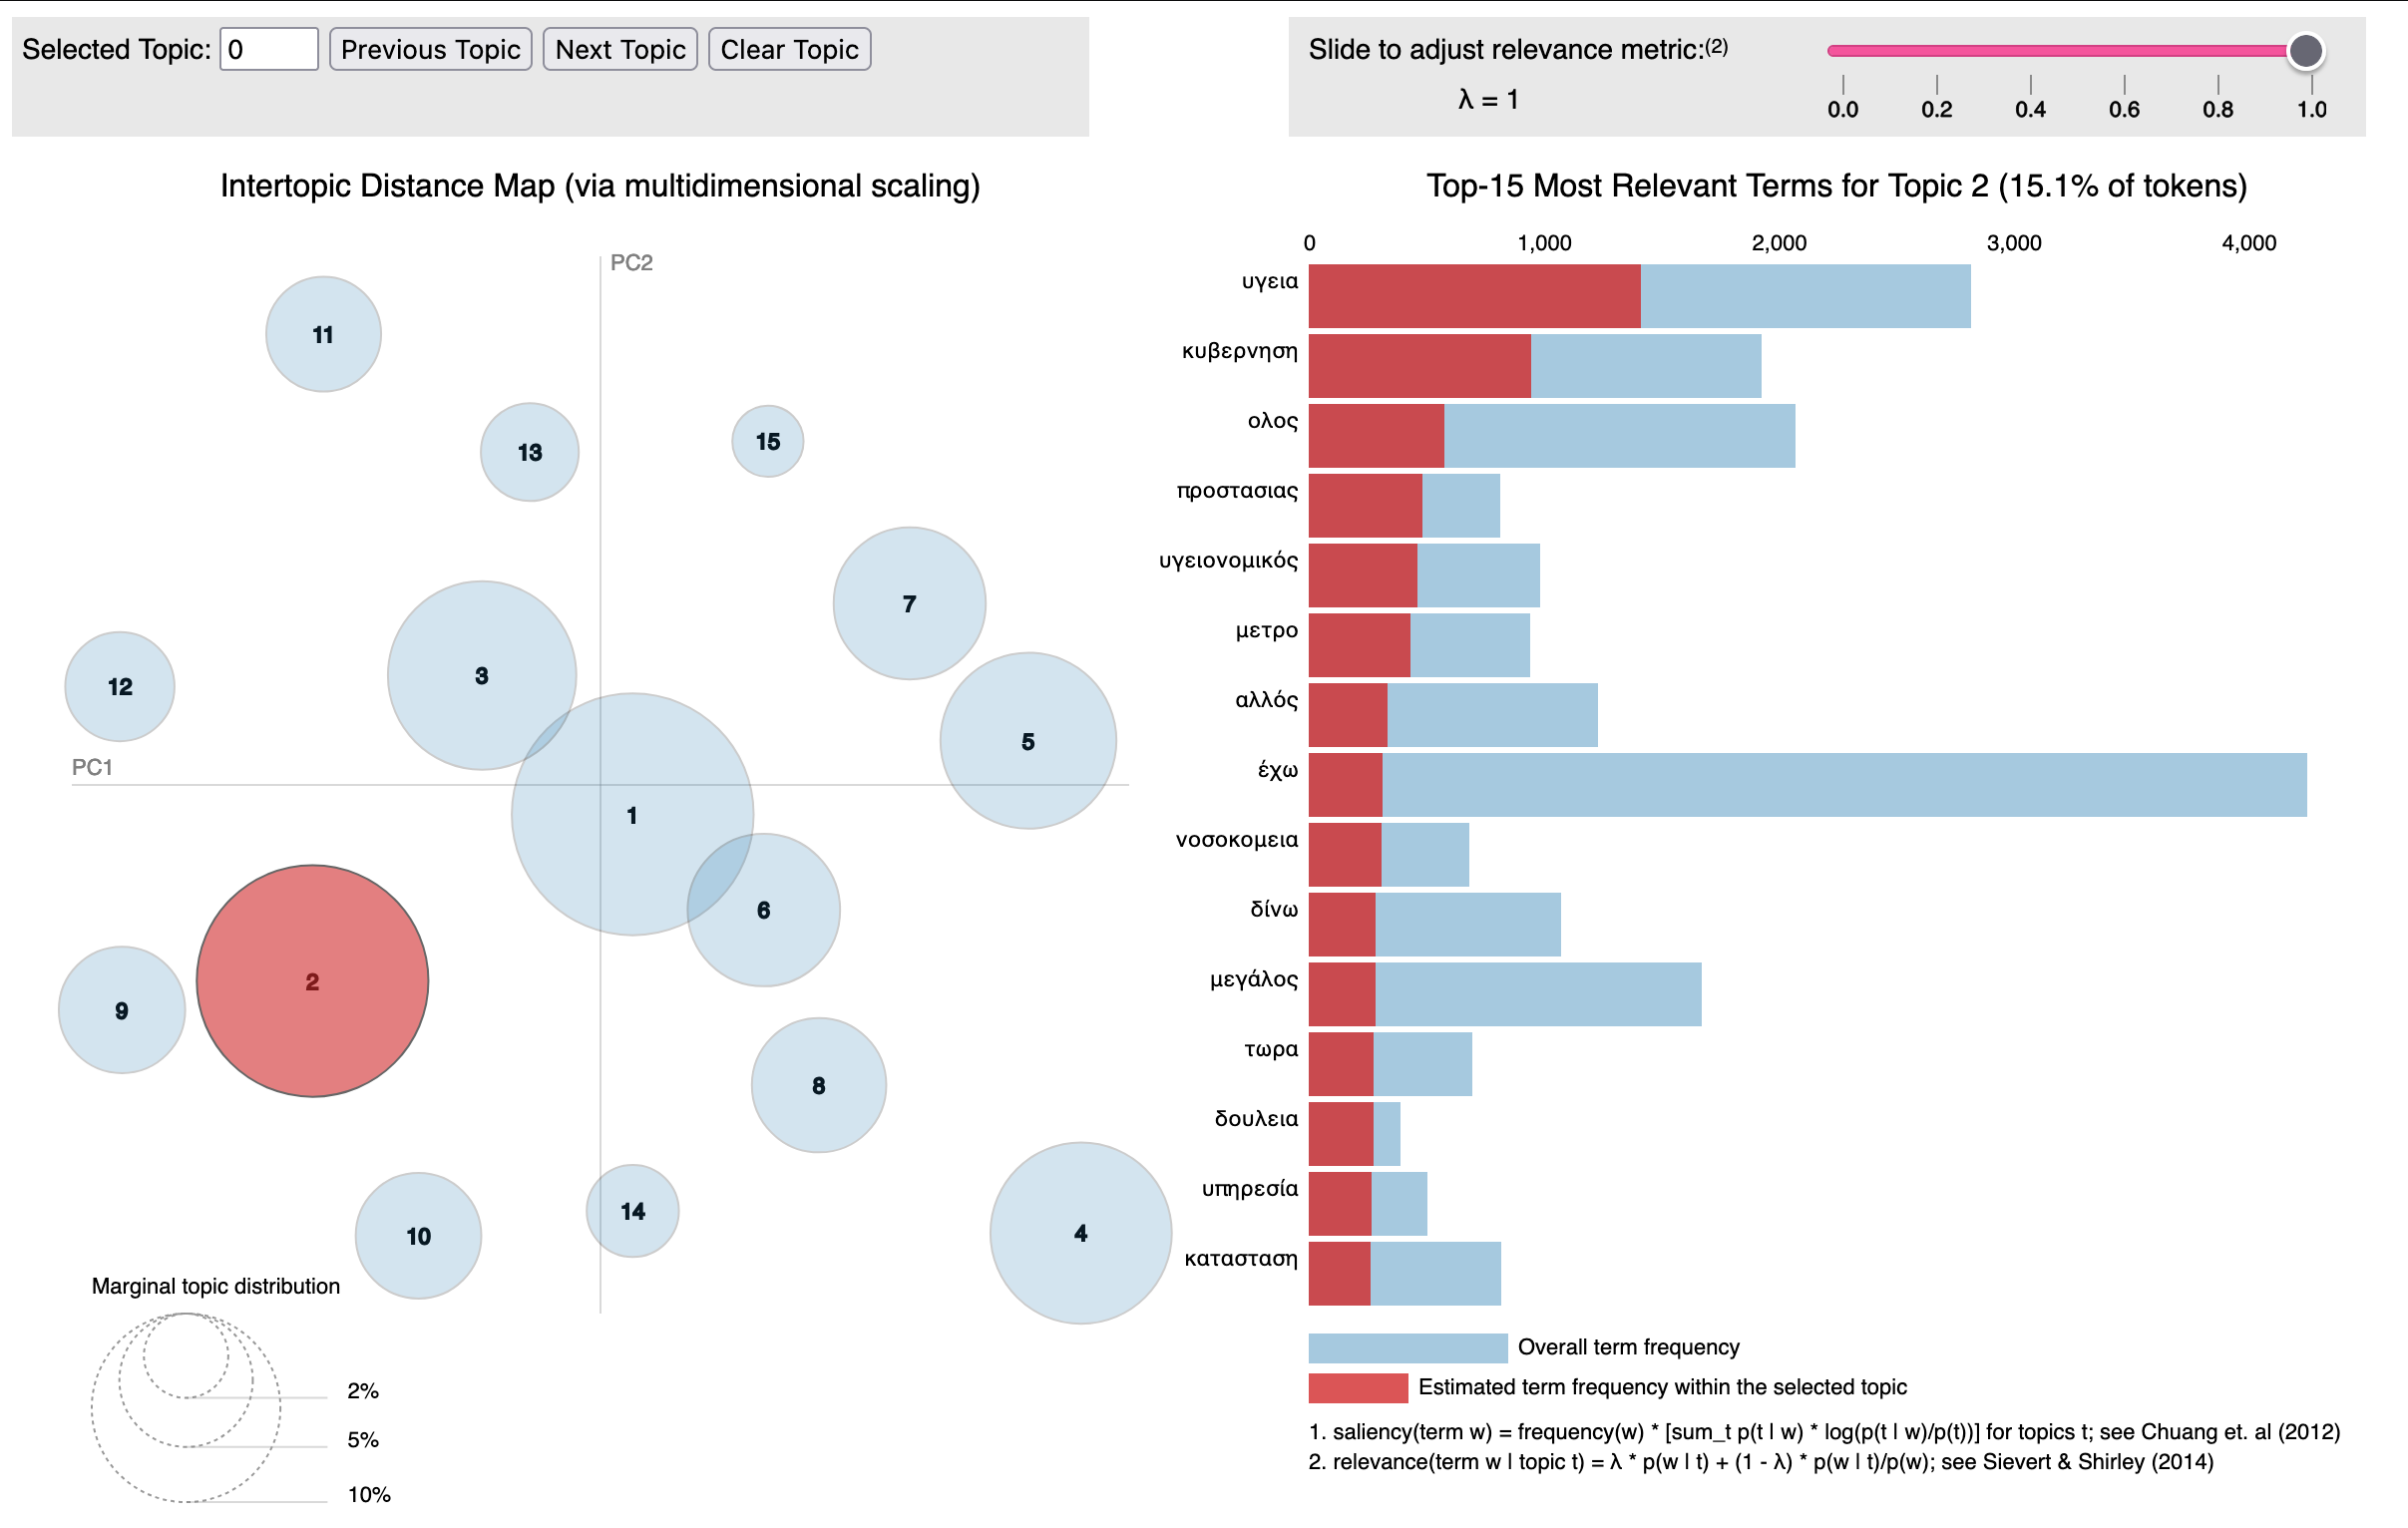 Selected Topic: 0 Previous Topic Next Topic Clear Topic
Slide to adjust relevance metric:(2)
λ = 1
0.0 0.2 0.4 0.6 0.8 1.0
Intertopic Distance Map (via multidimensional scaling)
PC2
PC1
11
13
15
7
3
12
5
1
6
2
9
8
14
10
4
Marginal topic distribution
2%
5%
10%
Top-15 Most Relevant Terms for Topic 2 (15.1% of tokens)
0 1,000 2,000 3,000 4,000
υγεια
κυβερνηση
ολος
προστασιας
υγειονομικός
μετρο
αλλός
έχω
νοσοκομεια
δίνω
μεγάλος
τωρα
δουλεια
υπηρεσία
κατασταση
Overall term frequency
Estimated term frequency within the selected topic
1. saliency(term w) = frequency(w) * [sum_t p(t | w) * log(p(t | w)/p(t))] for topics t; see Chuang et. al (2012)
2. relevance(term w | topic t) = λ * p(w | t) + (1 - λ) * p(w | t)/p(w); see Sievert & Shirley (2014)